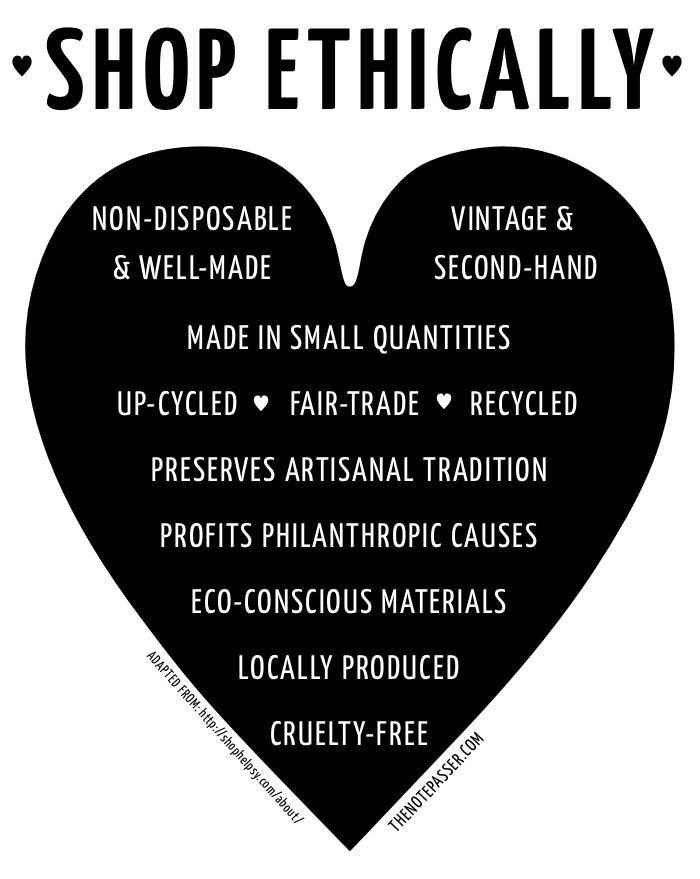 SHOP ETHICALLY
NON-DISPOSABLE
& WELL-MADE
VINTAGE &
SECOND-HAND
MADE IN SMALL QUANTITIES
UP-CYCLED ♥ FAIR-TRADE ♥ RECYCLED
PRESERVES ARTISANAL TRADITION
PROFITS PHILANTHROPIC CAUSES
ECO-CONSCIOUS MATERIALS
LOCALLY PRODUCED
CRUELTY-FREE
ADAPTED FROM: http://shophelpsy.com/about/
THENOTEPASSER.COM